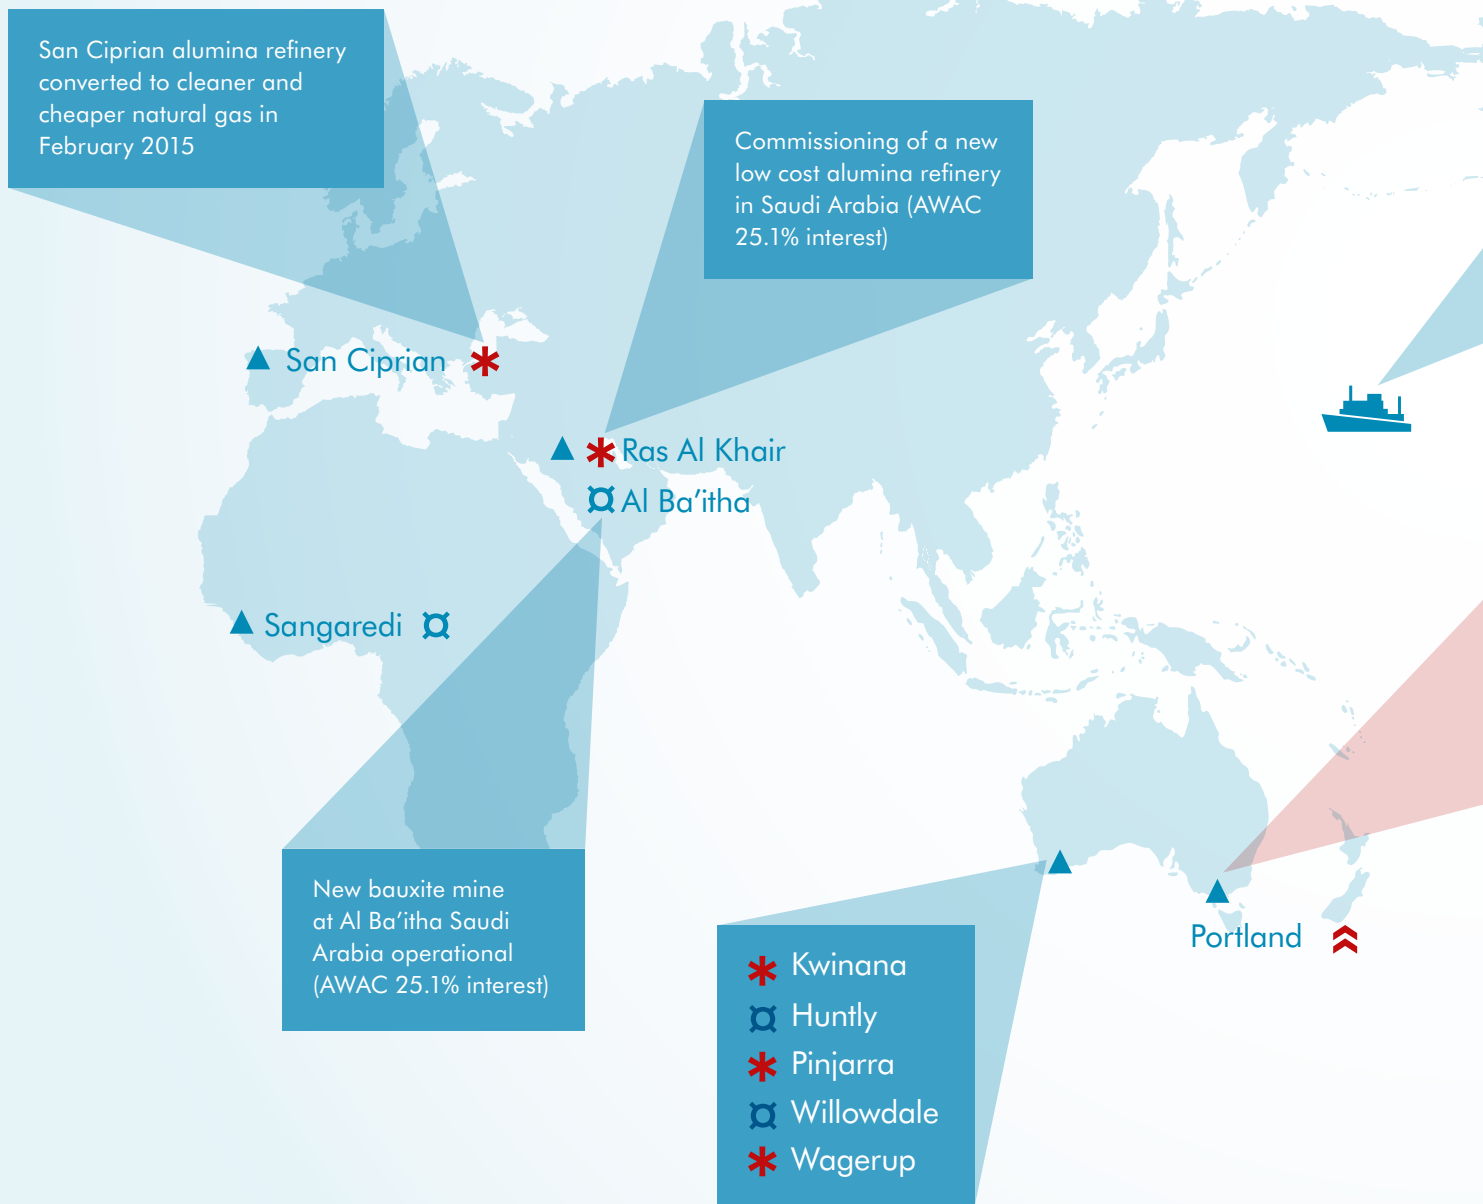 San Ciprian alumina refinery
converted to cleaner and
cheaper natural gas in
February 2015
Commissioning of a new
low cost alumina refinery
in Saudi Arabia (AWAC
25.1% interest)
San Ciprian
Ras Al Khair
Al Ba’itha
Sangaredi
New bauxite mine
at Al Ba’itha Saudi
Arabia operational
(AWAC 25.1% interest)
Portland
Kwinana
Huntly
Pinjarra
Willowdale
Wagerup